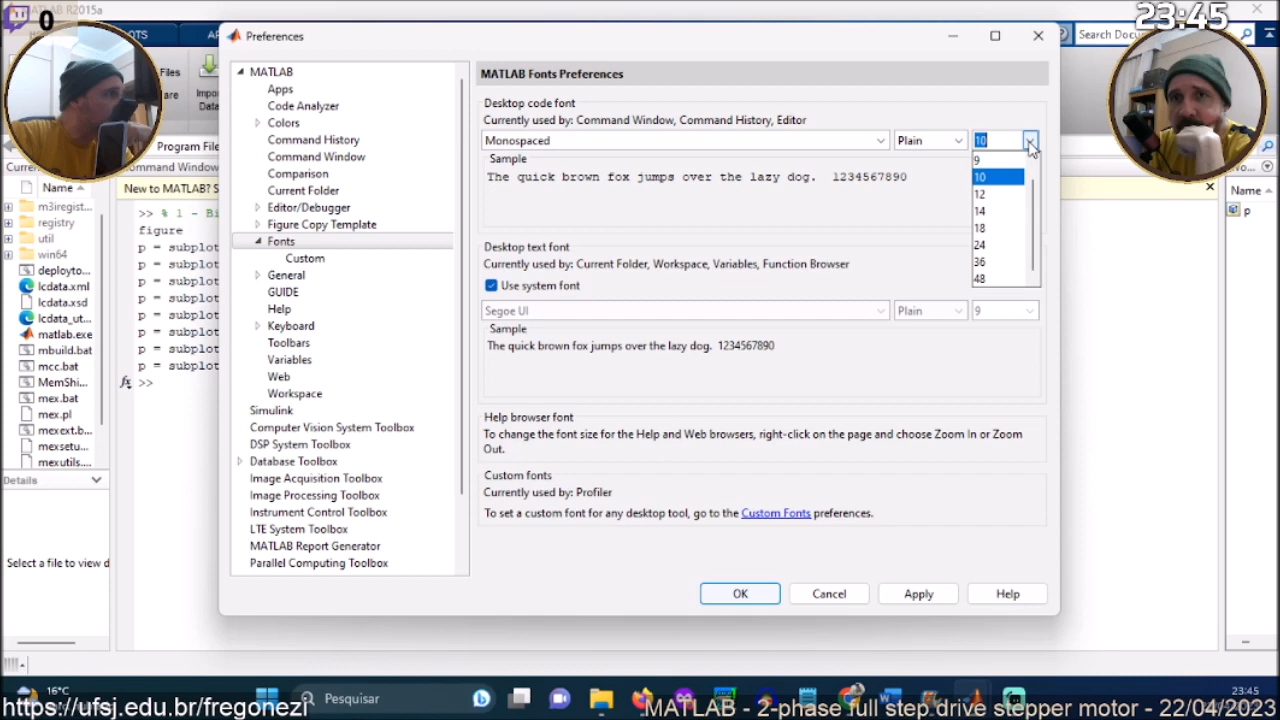 MATLAB R2015a
0
23:45
OTS
AP
Search Docu
Files
are
Impo
Data
Program File
Curre
ommand Window
Name
New to MATLAB? S
m3iregist...
registry
util
win64
deployto...
lcdata.xml
lcdata.xsd
lcdata_ut...
matlab.exe
mbuild.bat
mcc.bat
MemShi...
mex.bat
mex.pl
mexext.b...
mexsetu...
mexutils....
Details
Select a file to view d
>> % 1 - Bi
figure
p = subplot
p = subplot
p = subplot
p = subplot
p = subplot
p = subplot
p = subplot
p = subplot
fx >>
Preferences
MATLAB
Apps
Code Analyzer
Colors
Command History
Command Window
Comparison
Current Folder
Editor/Debugger
Figure Copy Template
Fonts
Custom
General
GUIDE
Help
Keyboard
Toolbars
Variables
Web
Workspace
Simulink
Computer Vision System Toolbox
DSP System Toolbox
Database Toolbox
Image Acquisition Toolbox
Image Processing Toolbox
Instrument Control Toolbox
LTE System Toolbox
MATLAB Report Generator
Parallel Computing Toolbox
MATLAB Fonts Preferences
Desktop code font
Currently used by: Command Window, Command History, Editor
Monospaced
Plain
10
Sample
The quick brown fox jumps over the lazy dog. 1234567890
9
10
12
14
18
24
36
48
Desktop text font
Currently used by: Current Folder, Workspace, Variables, Function Browser
Use system font
Segoe UI
Plain
9
Sample
The quick brown fox jumps over the lazy dog. 1234567890
Help browser font
To change the font size for the Help and Web browsers, right-click on the page and choose Zoom In or Zoom
Out.
Custom fonts
Currently used by: Profiler
To set a custom font for any desktop tool, go to the Custom Fonts preferences.
OK
Cancel
Apply
Help
o...
Name
p
16°C
Pesquisar
23:45
https://ufsj.edu.br/fregonezi
MATLAB - 2-phase full step drive stepper motor - 22/04/2023